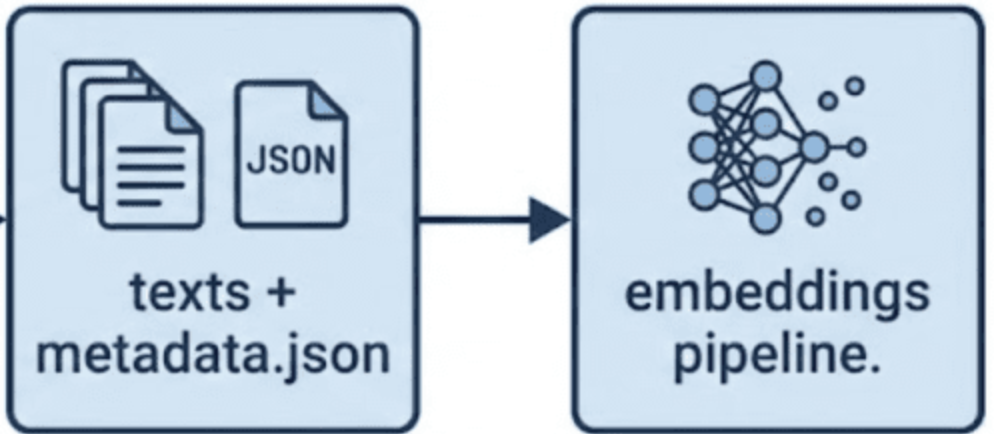 JSON
texts +
metadata.json
embeddings
pipeline.